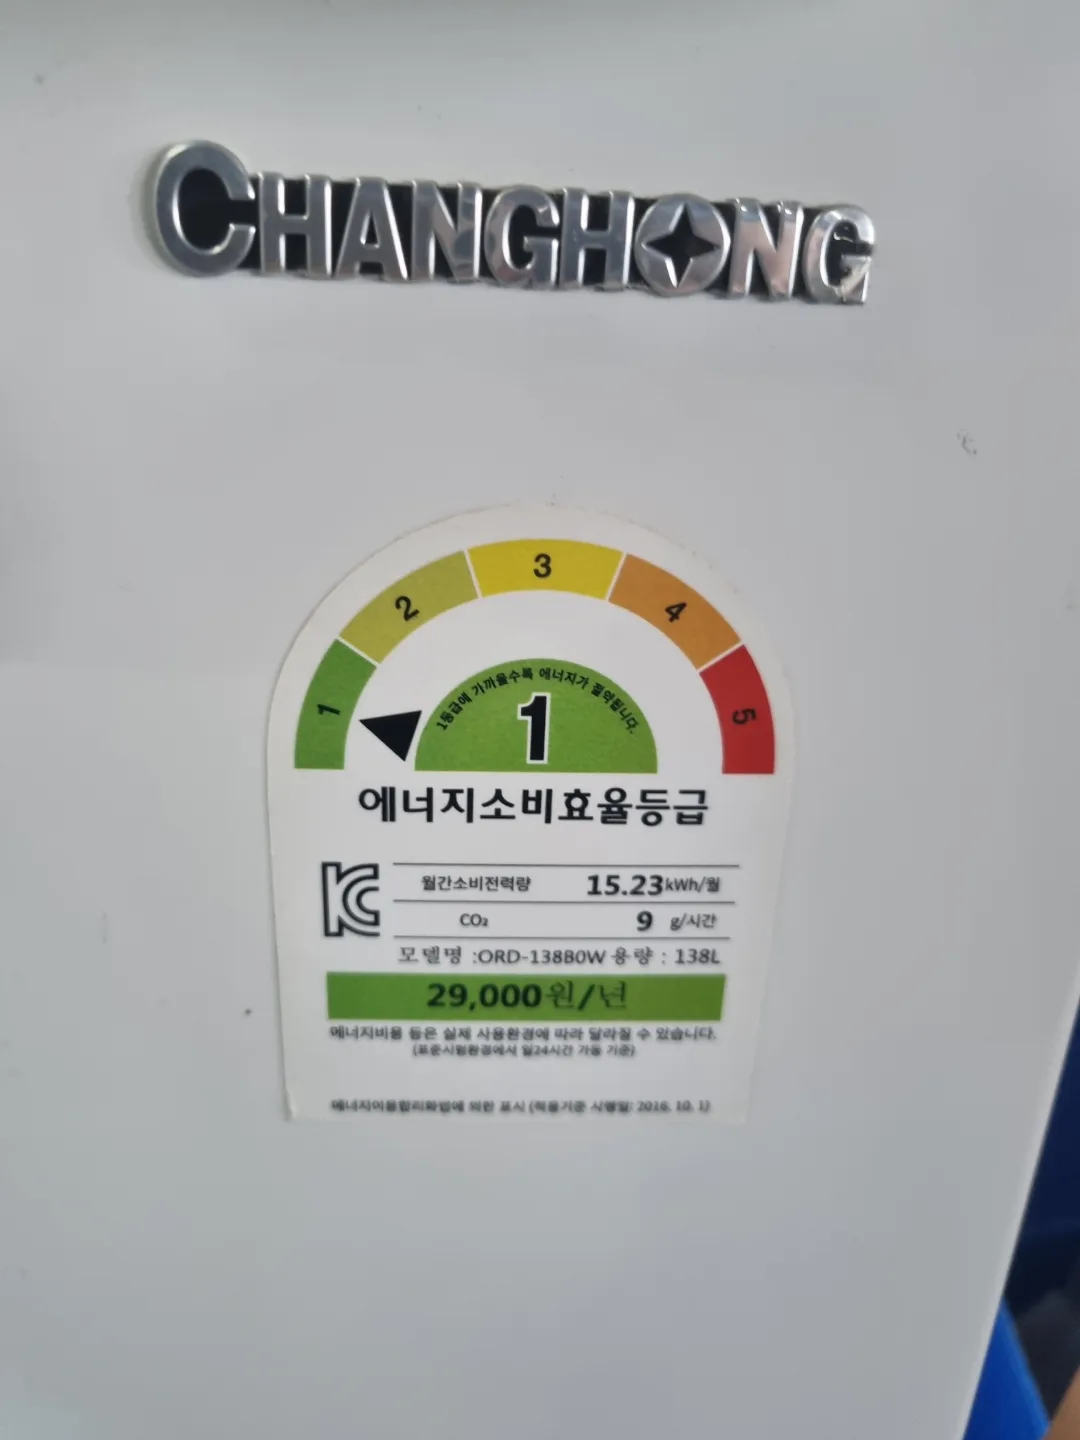 CHANGHONG
1
2
3
4
5
1등급에 가까울수록 에너지가 절약됩니다.
1
에너지소비효율등급
월간소비전력량 15.23kWh/월
CO₂ 9 g/시간
모델명 :ORD-138B0W 용량 : 138L
29,000원/년
에너지비용 등은 실제 사용환경에 따라 달라질 수 있습니다.
(표준시험환경에서 일24시간 가동 기준)
에너지이용합리화법에 의한 표시 (적용기준 시행일: 2016. 10. 1)